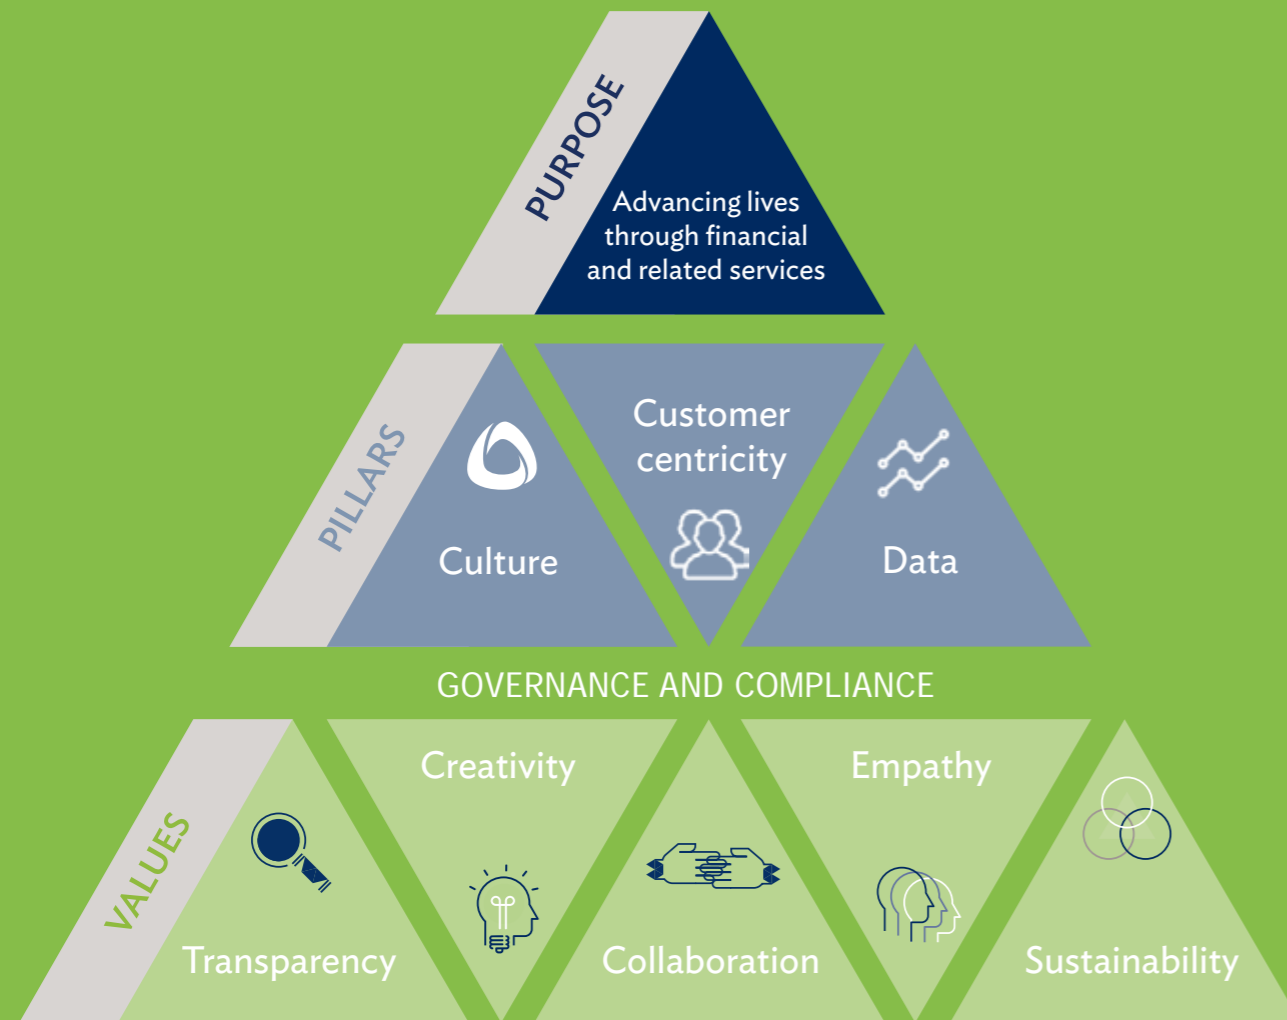 PURPOSE
Advancing lives
through financial
and related services
PILLARS
Culture
Customer
centricity
Data
GOVERNANCE AND COMPLIANCE
VALUES
Transparency
Creativity
Collaboration
Empathy
Sustainability